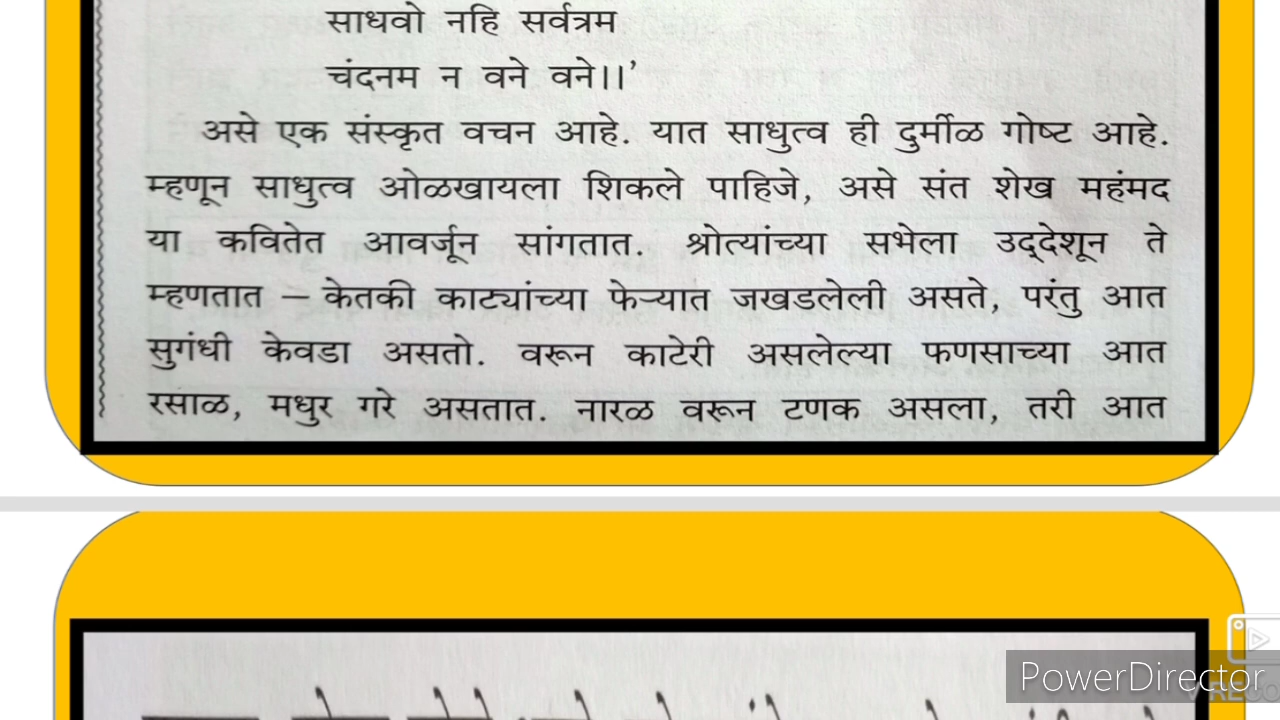 साधवो नहि सर्वत्रम
चंदनम न वने वने।।’
असे एक संस्कृत वचन आहे. यात साधुत्व ही दुर्मीळ गोष्ट आहे.
म्हणून साधुत्व ओळखायला शिकले पाहिजे, असे संत शेख महंमद
या कवितेत आवर्जून सांगतात. श्रोत्यांच्या सभेला उद्‌देशून ते
म्हणतात – केतकी काट्यांच्या फेऱ्यात जखडलेली असते, परंतु आत
सुगंधी केवडा असतो. वरून काटेरी असलेल्या फणसाच्या आत
रसाळ, मधुर गरे असतात. नारळ वरून टणक असला, तरी आत
PowerDirector